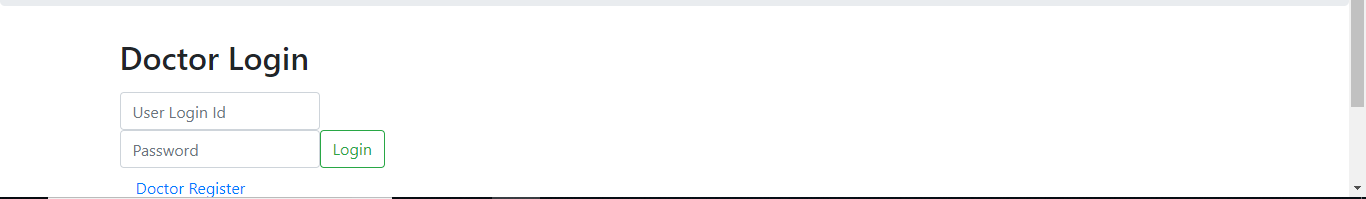 Doctor Login
User Login Id
Password
Login
Doctor Register